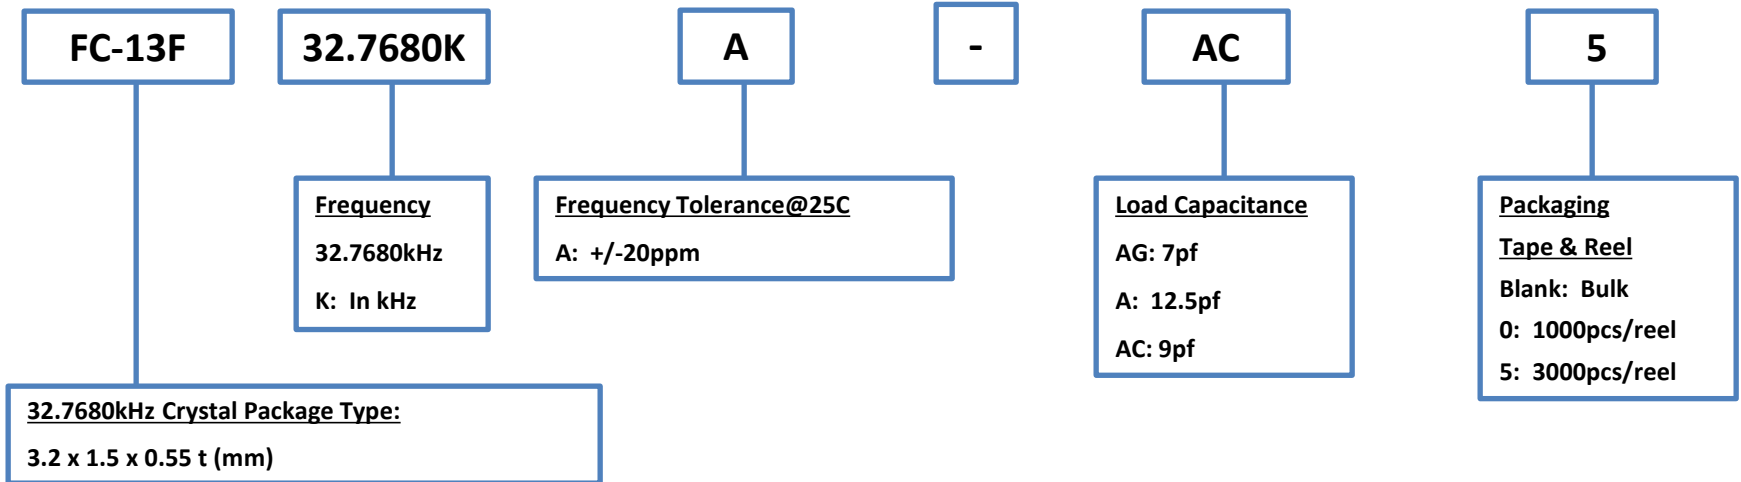 FC-13F 32.7680K A - AC 5
Frequency
32.7680kHz
K: In kHz
Frequency Tolerance@25C
A: +/-20ppm
Load Capacitance
AG: 7pf
A: 12.5pf
AC: 9pf
Packaging
Tape & Reel
Blank: Bulk
0: 1000pcs/reel
5: 3000pcs/reel
32.7680kHz Crystal Package Type:
3.2 x 1.5 x 0.55 t (mm)